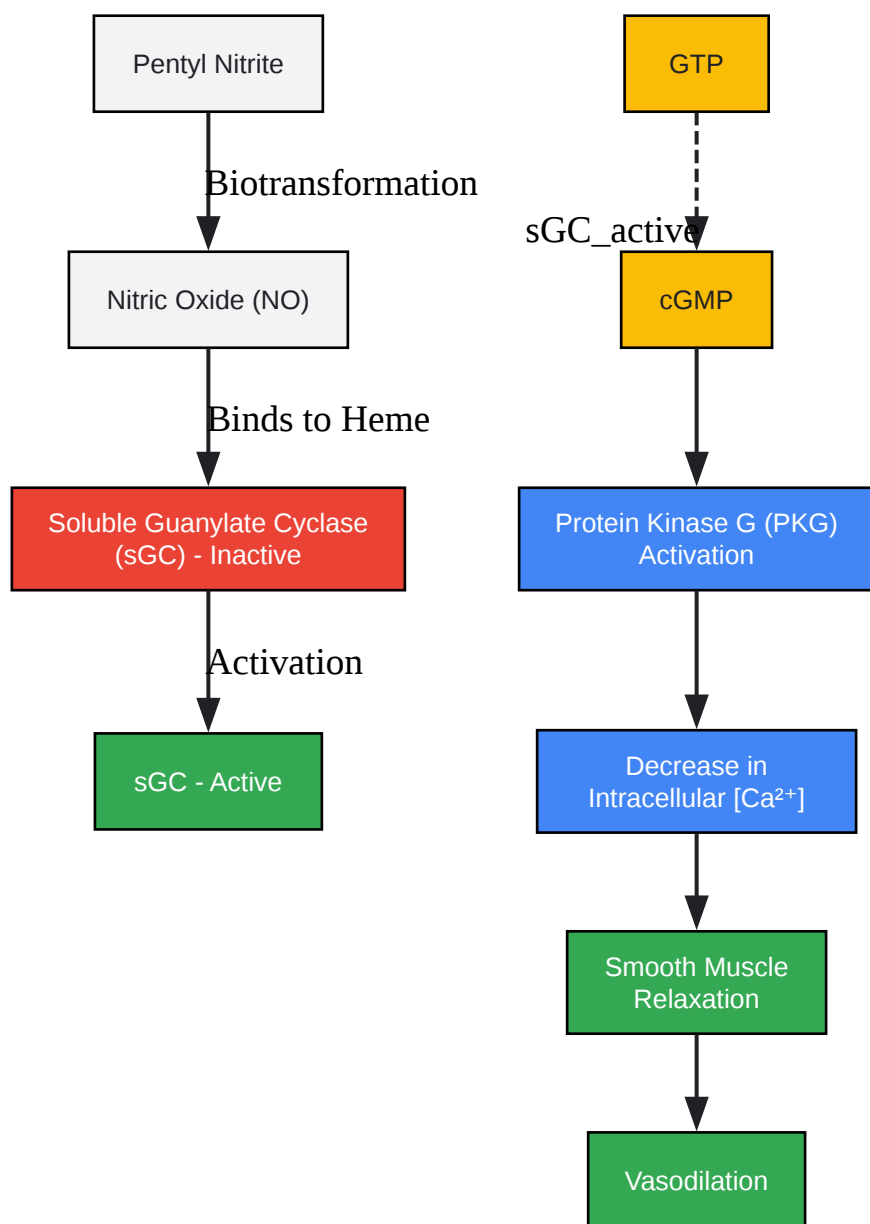 Pentyl Nitrite
GTP
Biotransformation
sGC_active
Nitric Oxide (NO)
cGMP
Binds to Heme
Soluble Guanylate Cyclase
(sGC) - Inactive
Protein Kinase G (PKG)
Activation
Activation
sGC - Active
Decrease in
Intracellular [Ca²⁺]
Smooth Muscle
Relaxation
Vasodilation